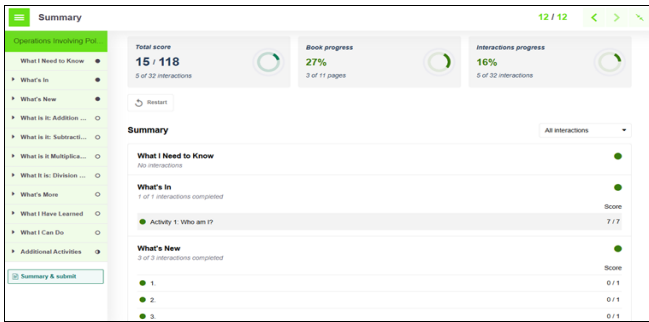 Summary
12 / 12
Operations Involving Pol...
What I Need to Know
What's In
What's New
What is it: Addition ...
What is it: Subtracti...
What is it Multiplica...
What It is: Division ...
What's More
What I Have Learned
What I Can Do
Additional Activities
Summary & submit
Total score
15 / 118
5 of 32 interactions
Book progress
27%
3 of 11 pages
Interactions progress
16%
5 of 32 interactions
Restart
Summary
All interactions
What I Need to Know
No interactions
What's In
1 of 1 interactions completed
Score
Activity 1: Who am I?
7 / 7
What's New
3 of 3 interactions completed
Score
1.
0 / 1
2.
0 / 1
3.
0 / 1